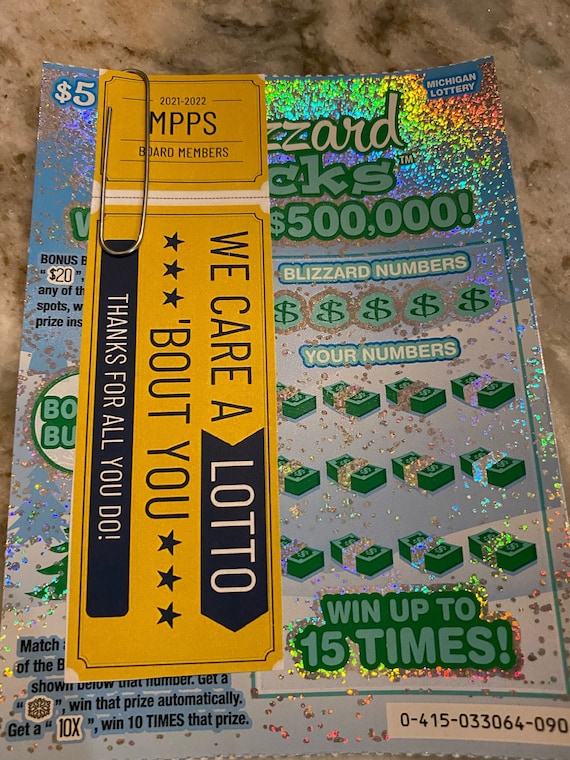 $5
MICHIGAN
LOTTERY
2021-2022
MPPS
BOARD MEMBERS
zzard
cks™
$500,000!
WE CARE A LOTTO
'BOUT YOU
THANKS FOR ALL YOU DO!
BONUS B
"$20",
any of th
spots, w
prize ins
BO
BU
BLIZZARD NUMBERS
$ $ $ $ $
YOUR NUMBERS
WIN UP TO
15 TIMES!
Match
of the B
shown below that number. Get a
" ", win that prize automatically.
Get a "10X", win 10 TIMES that prize.
0-415-033064-090